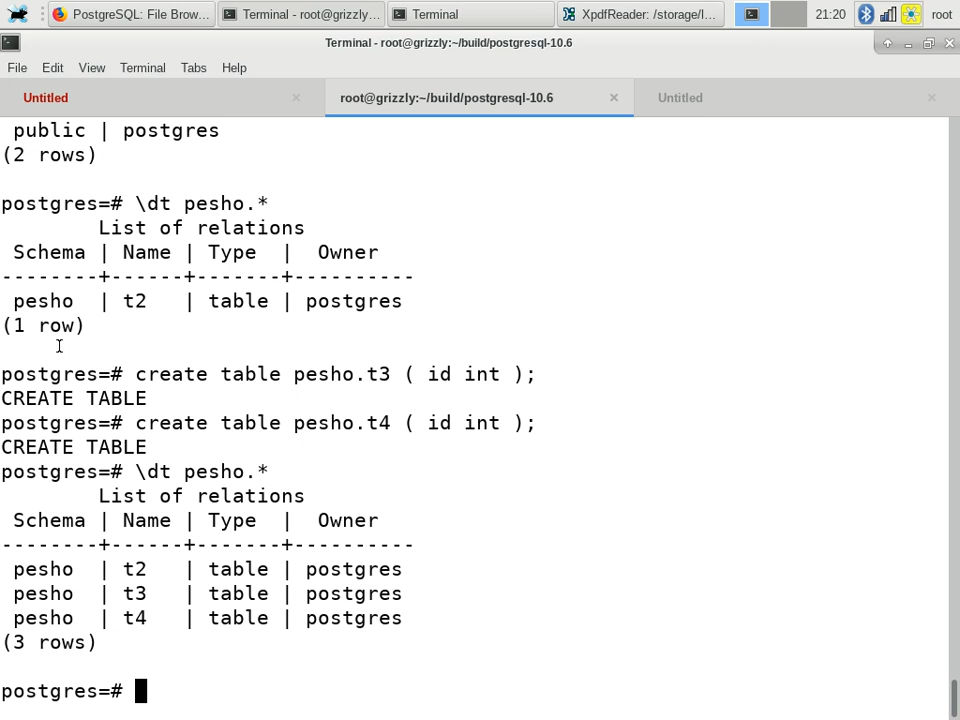 PostgreSQL: File Brow... Terminal - root@grizzly:... Terminal XpdfReader: /storage/l... 21:20 root
Terminal - root@grizzly:~/build/postgresql-10.6
File Edit View Terminal Tabs Help
Untitled root@grizzly:~/build/postgresql-10.6 Untitled
public | postgres
(2 rows)
postgres=# \dt pesho.*
List of relations
Schema | Name | Type | Owner
--------+------+-------+----------
pesho | t2 | table | postgres
(1 row)
postgres=# create table pesho.t3 ( id int );
CREATE TABLE
postgres=# create table pesho.t4 ( id int );
CREATE TABLE
postgres=# \dt pesho.*
List of relations
Schema | Name | Type | Owner
--------+------+-------+----------
pesho | t2 | table | postgres
pesho | t3 | table | postgres
pesho | t4 | table | postgres
(3 rows)
postgres=#